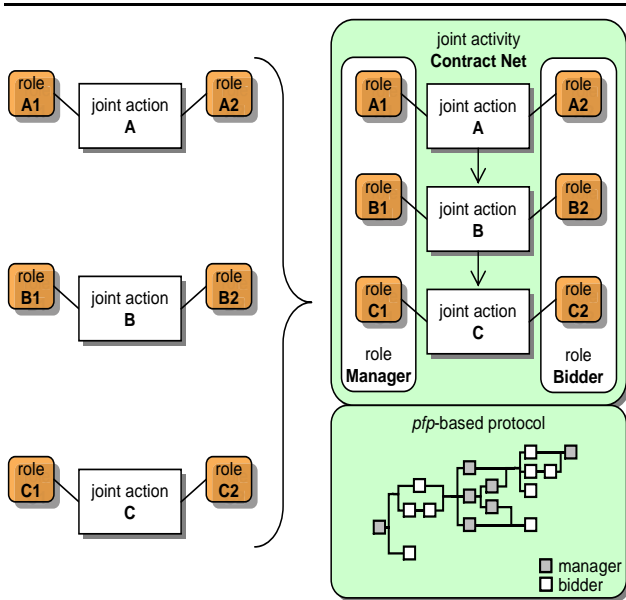 role
A1
joint action
A
role
A2
role
B1
joint action
B
role
B2
role
C1
joint action
C
role
C2
joint activity
Contract Net
role
A1
joint action
A
role
A2
role
B1
joint action
B
role
B2
role
C1
joint action
C
role
C2
role
Manager
role
Bidder
pfp-based protocol
manager
bidder